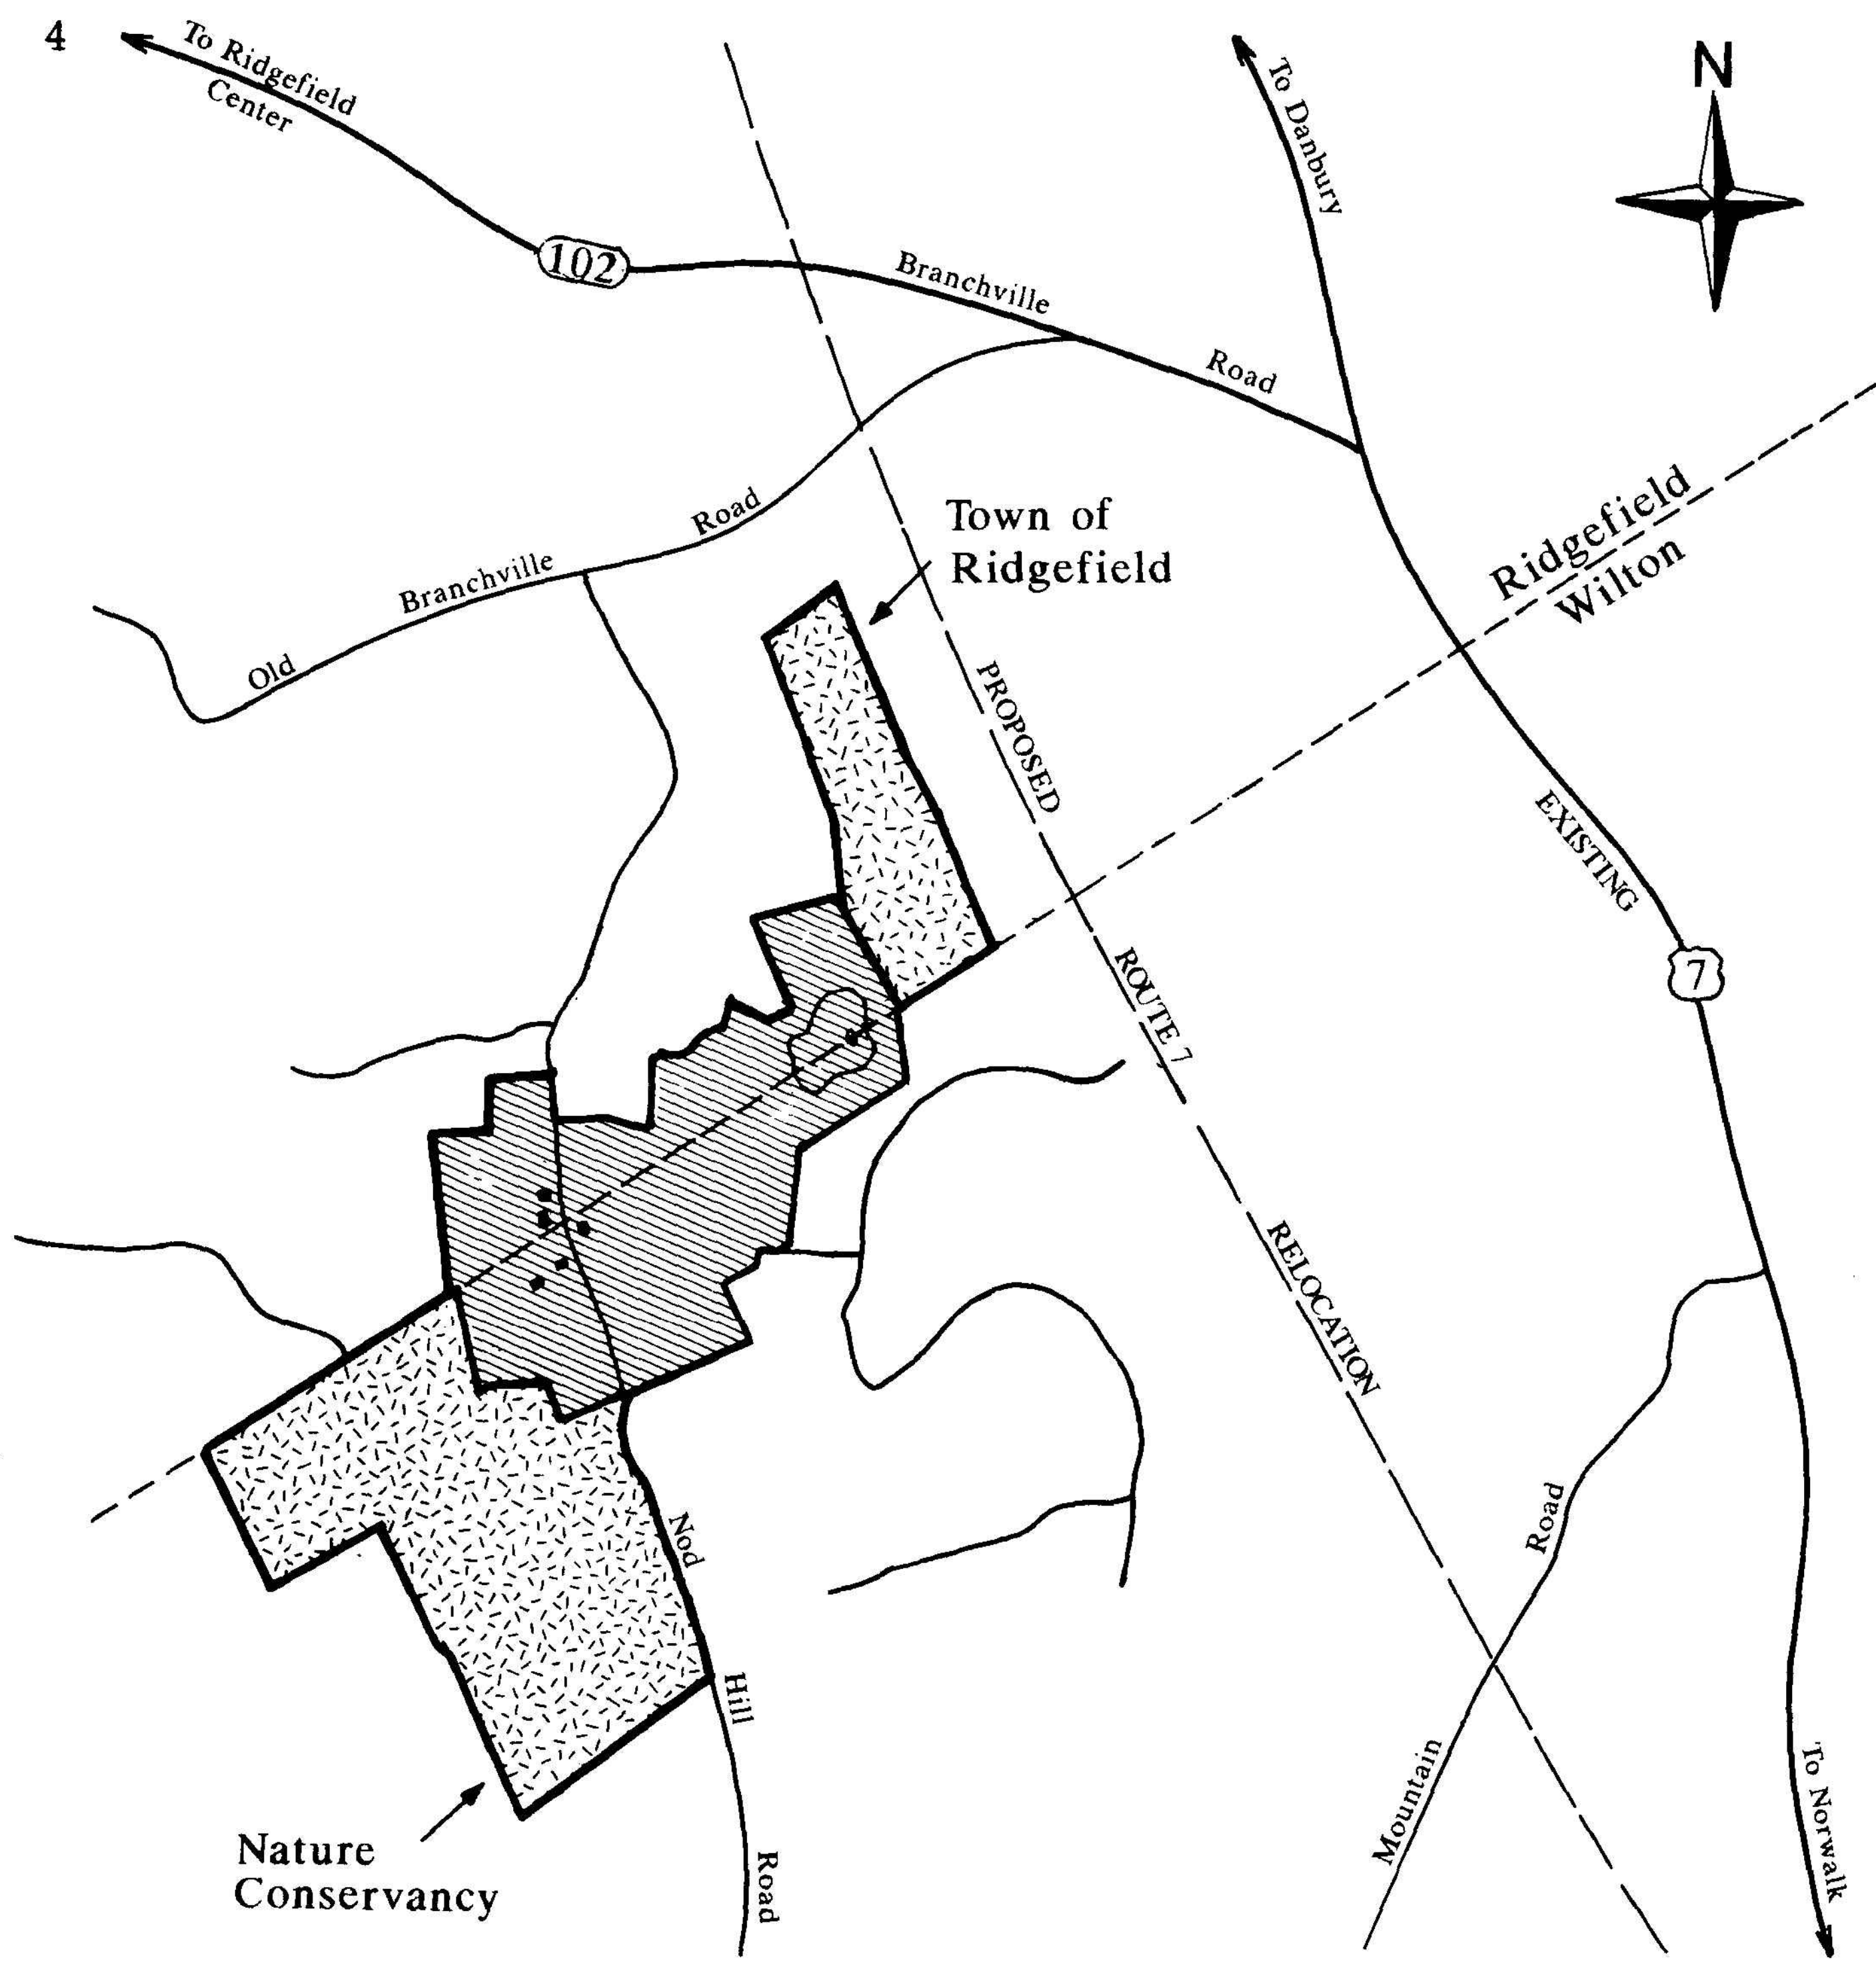 4
To Ridgefield
Center
N
To Danbury
102
Branchville
Road
Ridgefield
Wilton
Town of
Ridgefield
Old
Branchville
Road
PROPOSED
ROUTE 7
RELOCATION
EXISTING
7
Nod
Hill
Road
Road
Mountain
To Norwalk
Nature
Conservancy